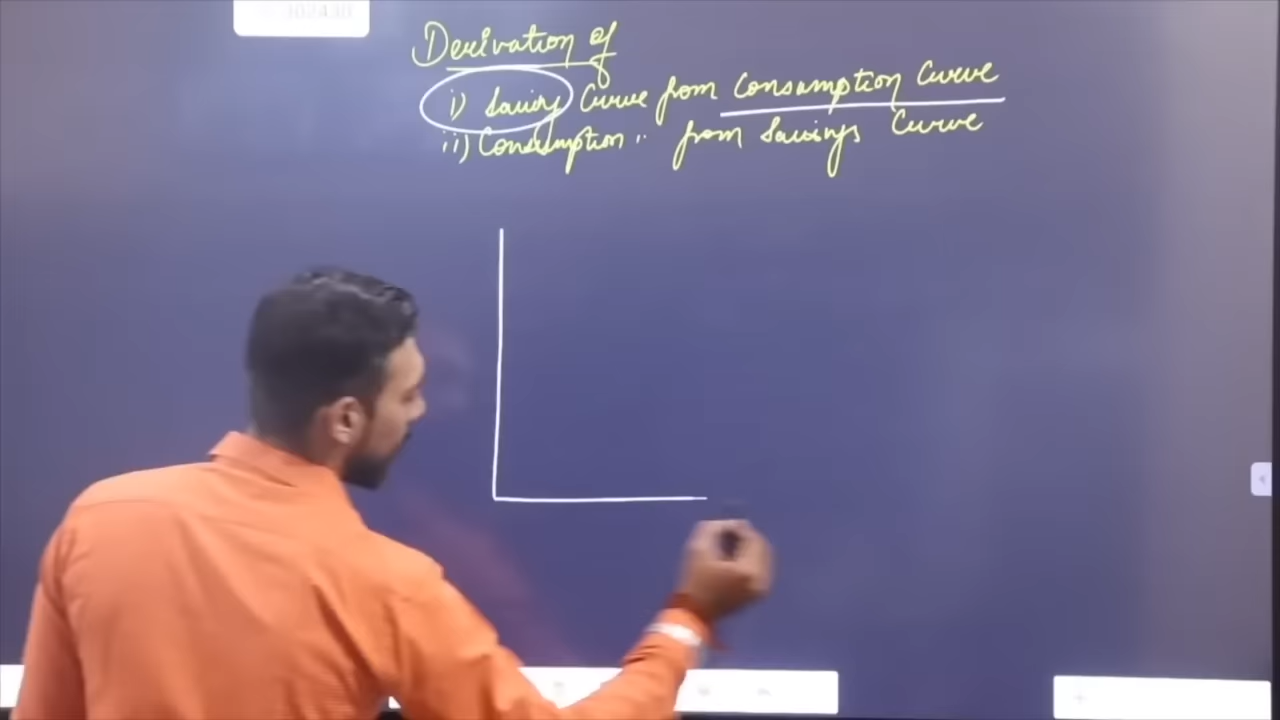 Derivation of
i) Saving Curve from Consumption Curve
ii) Consumption " from Savings Curve